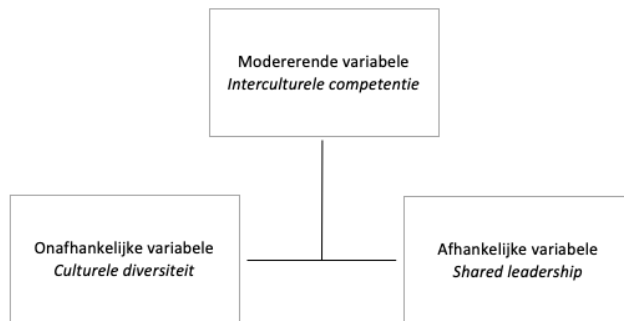 Modererende variabele
Interculturele competentie
Onafhankelijke variabele
Culturele diversiteit
Afhankelijke variabele
Shared leadership